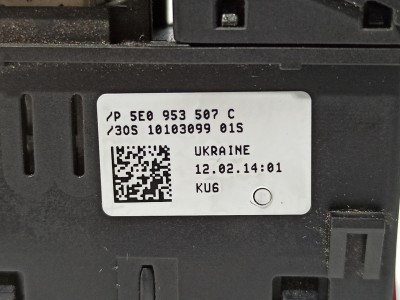 /P 5E0 953 507 C
/30S 10103099 01S
UKRAINE
12.02.14:01
KU6